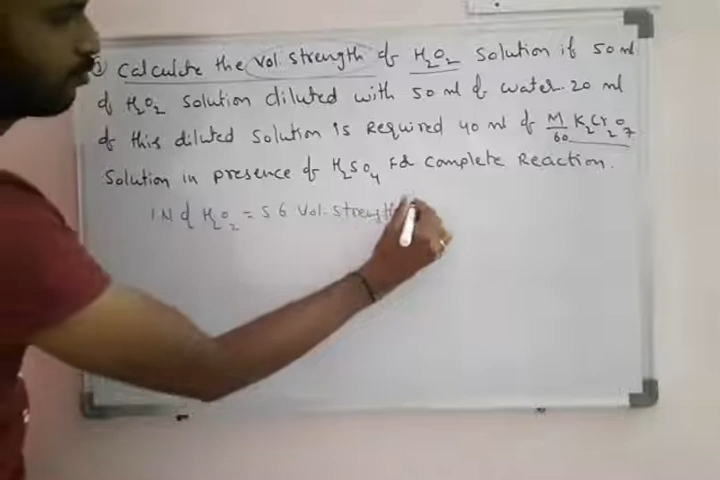 ① Calculate the vol. strength of H₂O₂ solution if 50 ml
of H₂O₂ solution diluted with 50 ml of water. 20 ml
of this diluted solution is required 40 ml of M/60 K₂Cr₂O₇
solution in presence of H₂SO₄ for complete reaction.
1N of H₂O₂ = 5.6 vol. strength